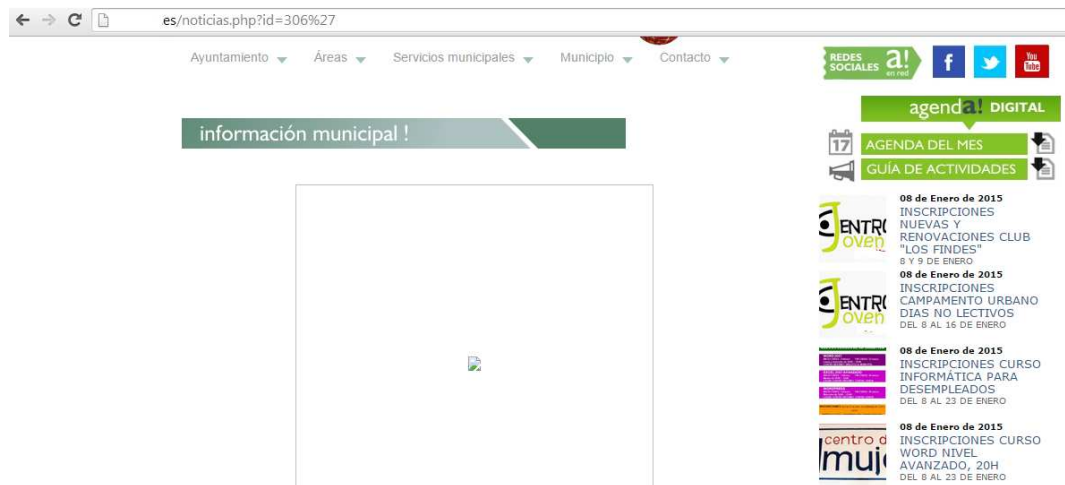 es/noticias.php?id=306%27
Ayuntamiento Áreas Servicios municipales Municipio Contacto
REDES
SOCIALES a!
en red
f
You
Tube
información municipal !
agenda! DIGITAL
17 AGENDA DEL MES
GUÍA DE ACTIVIDADES
ENTR
oven
08 de Enero de 2015
INSCRIPCIONES
NUEVAS Y
RENOVACIONES CLUB
"LOS FINDES"
8 Y 9 DE ENERO
ENTR
oven
08 de Enero de 2015
INSCRIPCIONES
CAMPAMENTO URBANO
DIAS NO LECTIVOS
DEL 8 AL 16 DE ENERO
08 de Enero de 2015
INSCRIPCIONES CURSO
INFORMÁTICA PARA
DESEMPLEADOS
DEL 8 AL 23 DE ENERO
centro d
muj
08 de Enero de 2015
INSCRIPCIONES CURSO
WORD NIVEL
AVANZADO, 20H
DEL 8 AL 23 DE ENERO